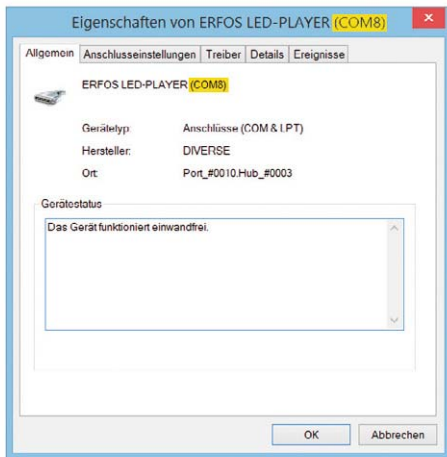 Eigenschaften von ERFOS LED-PLAYER (COM8)
Allgemein Anschlusseinstellungen Treiber Details Ereignisse
ERFOS LED-PLAYER (COM8)
Gerätetyp: Anschlüsse (COM & LPT)
Hersteller: DIVERSE
Ort: Port_#0010.Hub_#0003
Gerätestatus
Das Gerät funktioniert einwandfrei.
OK Abbrechen